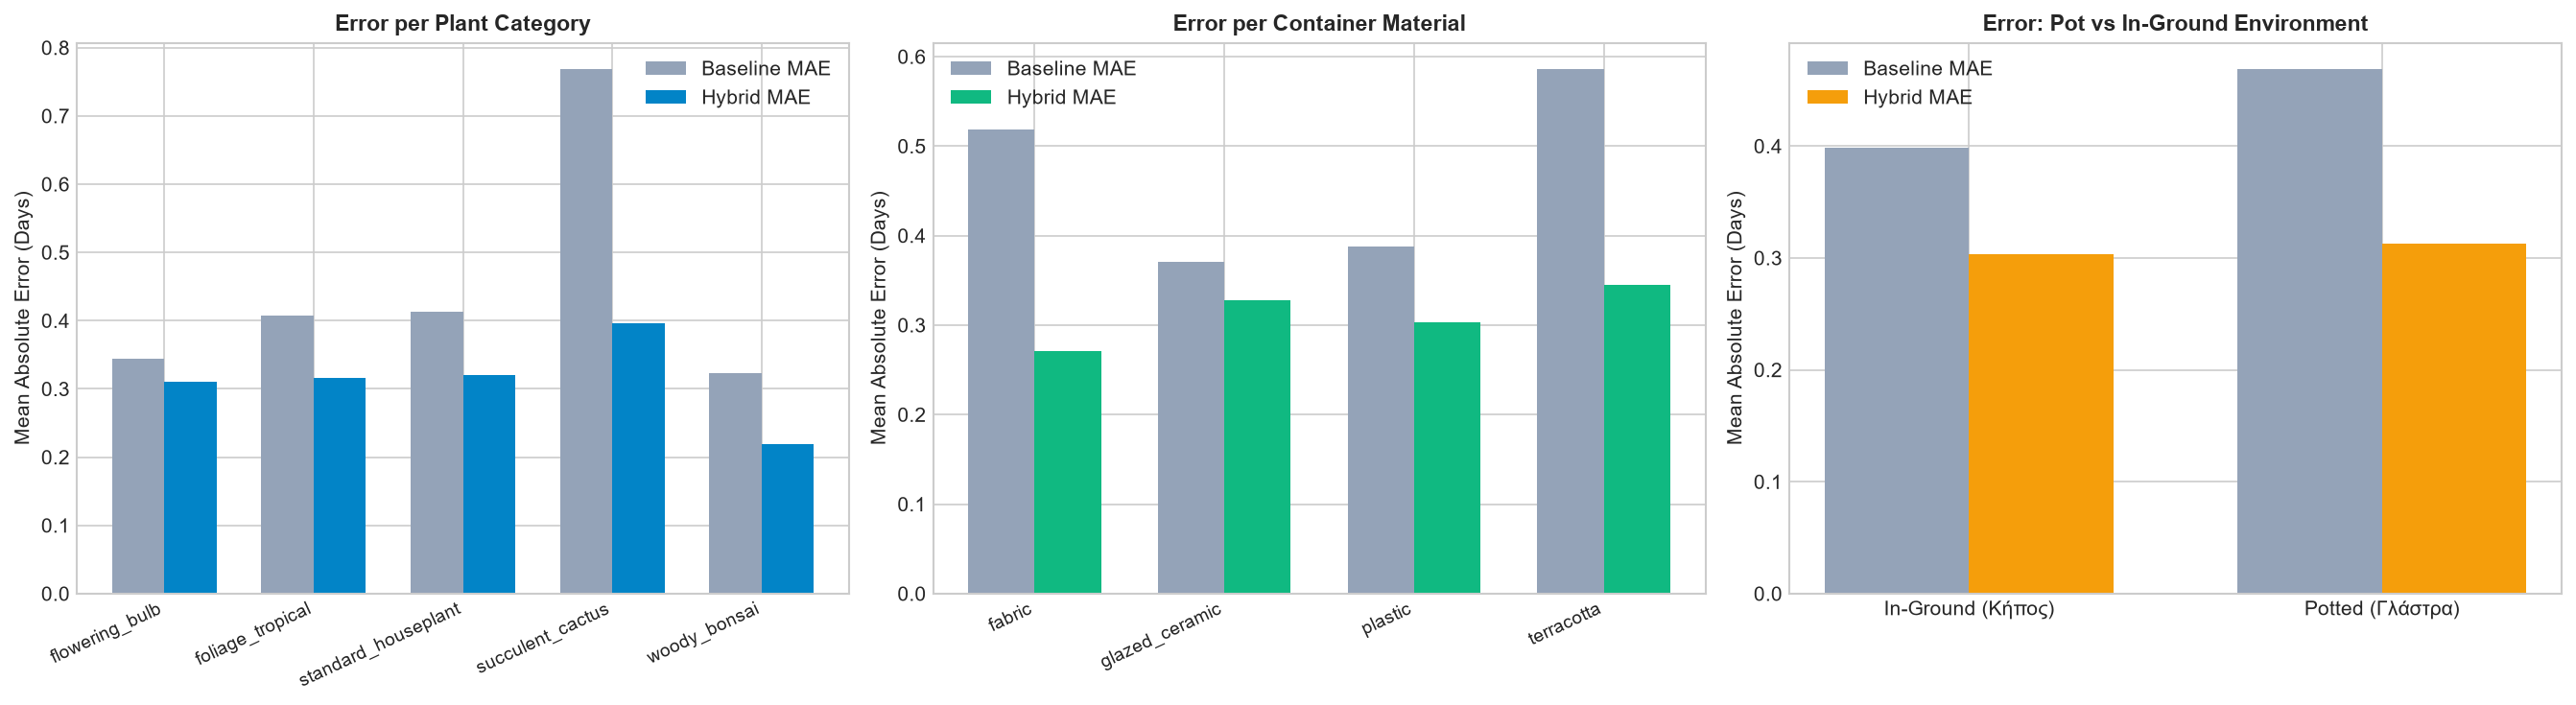 Error per Plant Category
Mean Absolute Error (Days)
0.8
0.7
0.6
0.5
0.4
0.3
0.2
0.1
0.0
Baseline MAE
Hybrid MAE
flowering_bulb
foliage_tropical
standard_houseplant
succulent_cactus
woody_bonsai
Error per Container Material
Mean Absolute Error (Days)
0.6
0.5
0.4
0.3
0.2
0.1
0.0
Baseline MAE
Hybrid MAE
fabric
glazed_ceramic
plastic
terracotta
Error: Pot vs In-Ground Environment
Mean Absolute Error (Days)
0.4
0.3
0.2
0.1
0.0
Baseline MAE
Hybrid MAE
In-Ground (Κήπος)
Potted (Γλάστρα)